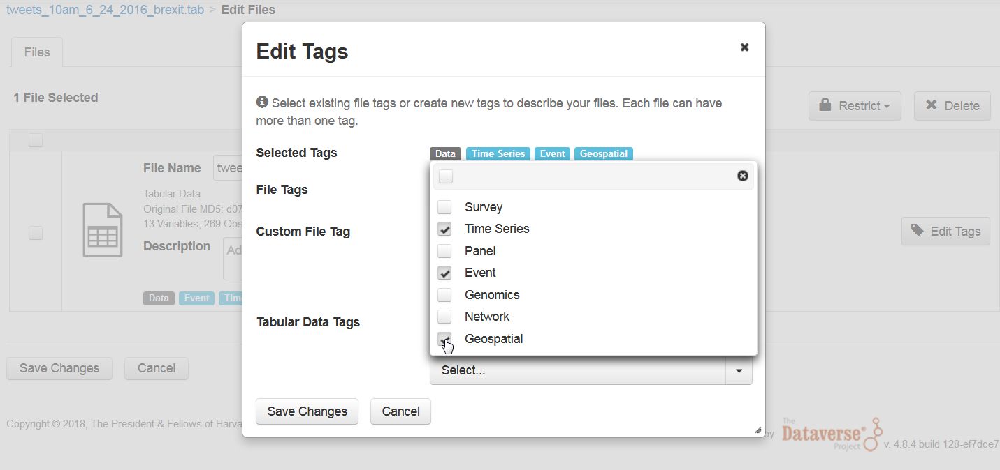 tweets_10am_6_24_2016_brexit.tab > Edit Files
Files
1 File Selected
Restrict
Delete
File Name
twee
Tabular Data
Original File MD5: d07
13 Variables, 269 Obs
Description
Ad
Data Event Tim
Edit Tags
Save Changes
Cancel
Edit Tags
Select existing file tags or create new tags to describe your files. Each file can have
more than one tag.
Selected Tags
Data Time Series Event Geospatial
File Tags
Custom File Tag
Tabular Data Tags
Survey
Time Series
Panel
Event
Genomics
Network
Geospatial
Select...
Save Changes
Cancel
Copyright © 2018, The President & Fellows of Harva
by
The
Dataverse®
Project
v. 4.8.4 build 128-ef7dce7